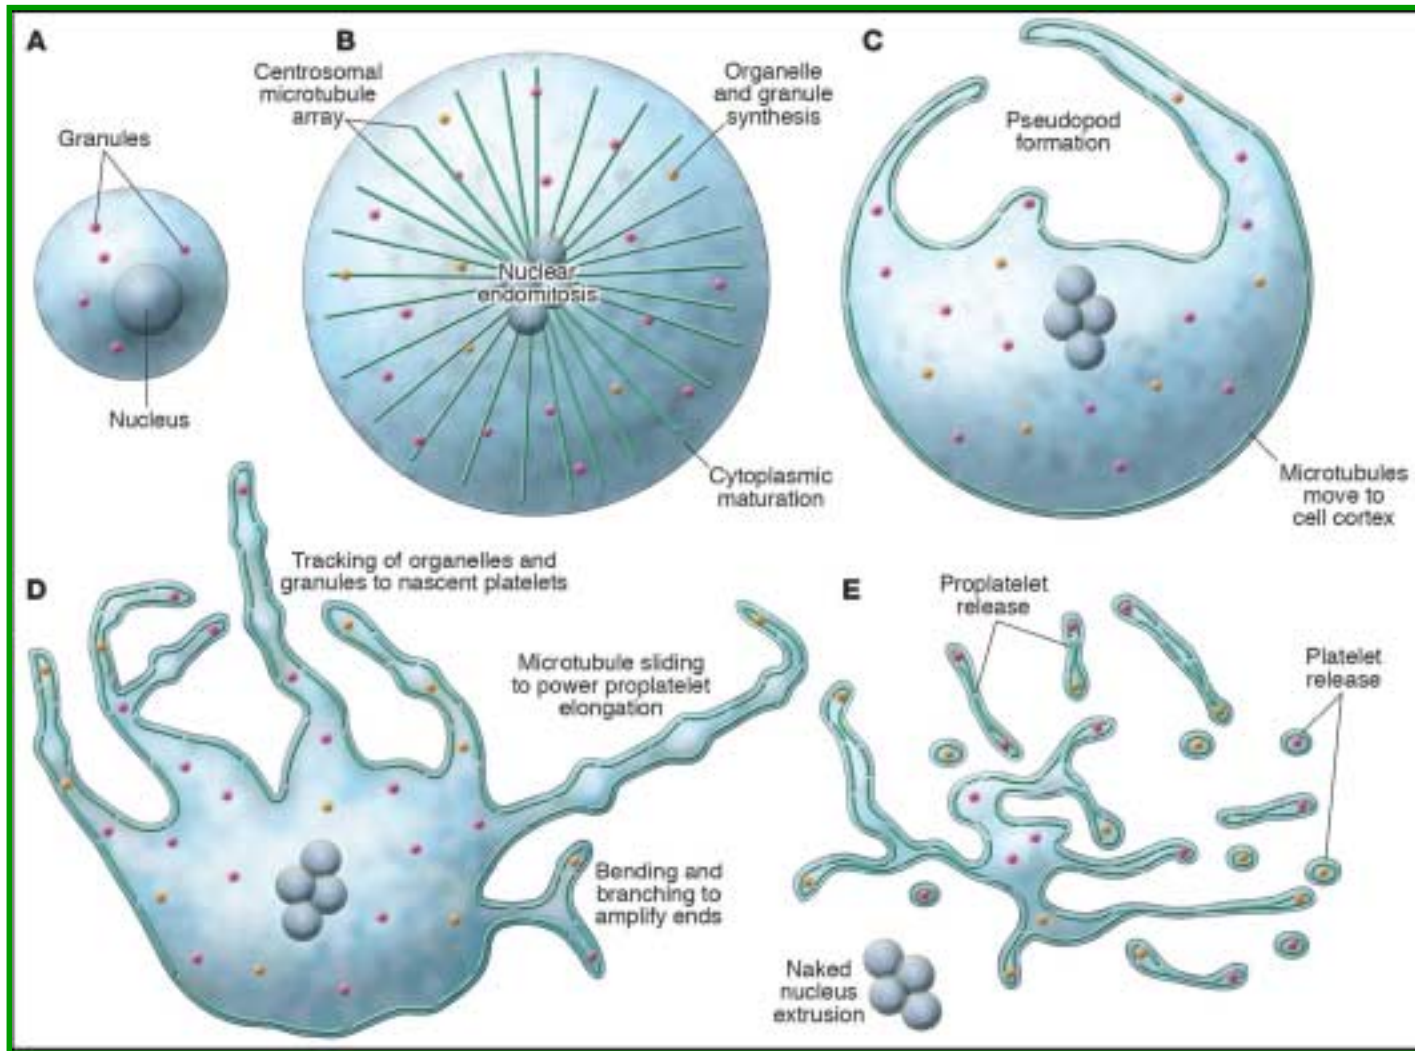 A
Granules
Nucleus
B
Centrosomal
microtubule
array
Organelle
and granule
synthesis
Nuclear
endomitosis
Cytoplasmic
maturation
C
Pseudopod
formation
Microtubules
move to
cell cortex
D
Tracking of organelles and
granules to nascent platelets
Microtubule sliding
to power proplatelet
elongation
Bending and
branching to
amplify ends
E
Proplatelet
release
Platelet
release
Naked
nucleus
extrusion